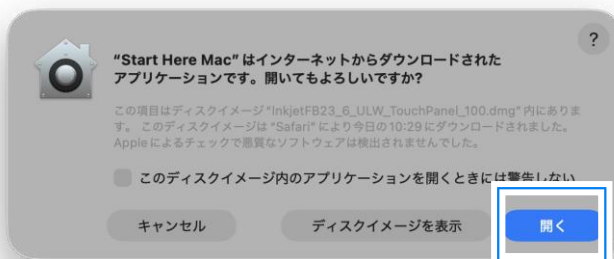 ?
“Start Here Mac”はインターネットからダウンロードされた
アプリケーションです。開いてもよろしいですか?
この項目はディスクイメージ“InkjetFB23_6_ULW_TouchPanel_100.dmg”内にありま
す。 このディスクイメージは“Safari”により今日の10:29にダウンロードされました。
Appleによるチェックで悪質なソフトウェアは検出されませんでした。
このディスクイメージ内のアプリケーションを開くときには警告しない
キャンセル ディスクイメージを表示 開く